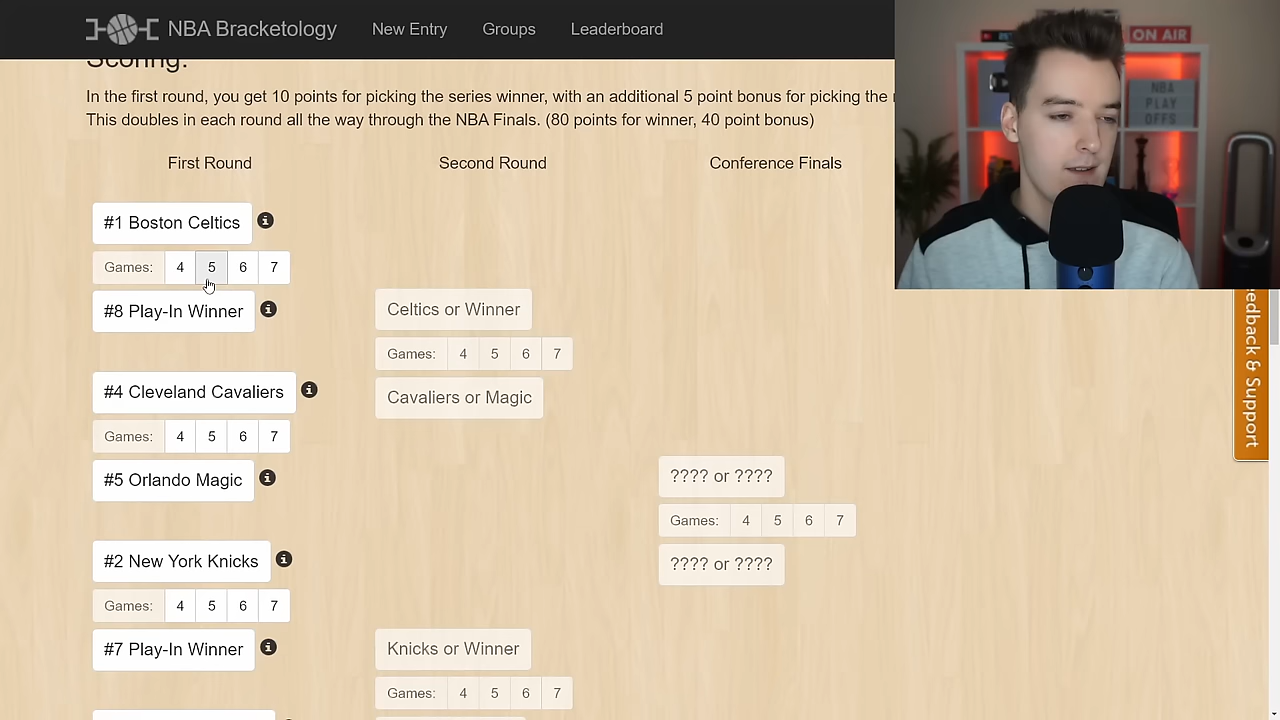 NBA Bracketology New Entry Groups Leaderboard
ON AIR
NBA
PLAY
OFFS
Scoring:
In the first round, you get 10 points for picking the series winner, with an additional 5 point bonus for picking the
This doubles in each round all the way through the NBA Finals. (80 points for winner, 40 point bonus)
First Round Second Round Conference Finals
#1 Boston Celtics
Games: 4 5 6 7
#8 Play-In Winner
Celtics or Winner
Games: 4 5 6 7
Cavaliers or Magic
#4 Cleveland Cavaliers
Games: 4 5 6 7
#5 Orlando Magic
???? or ????
Games: 4 5 6 7
???? or ????
#2 New York Knicks
Games: 4 5 6 7
#7 Play-In Winner
Knicks or Winner
Games: 4 5 6 7
edback & Support